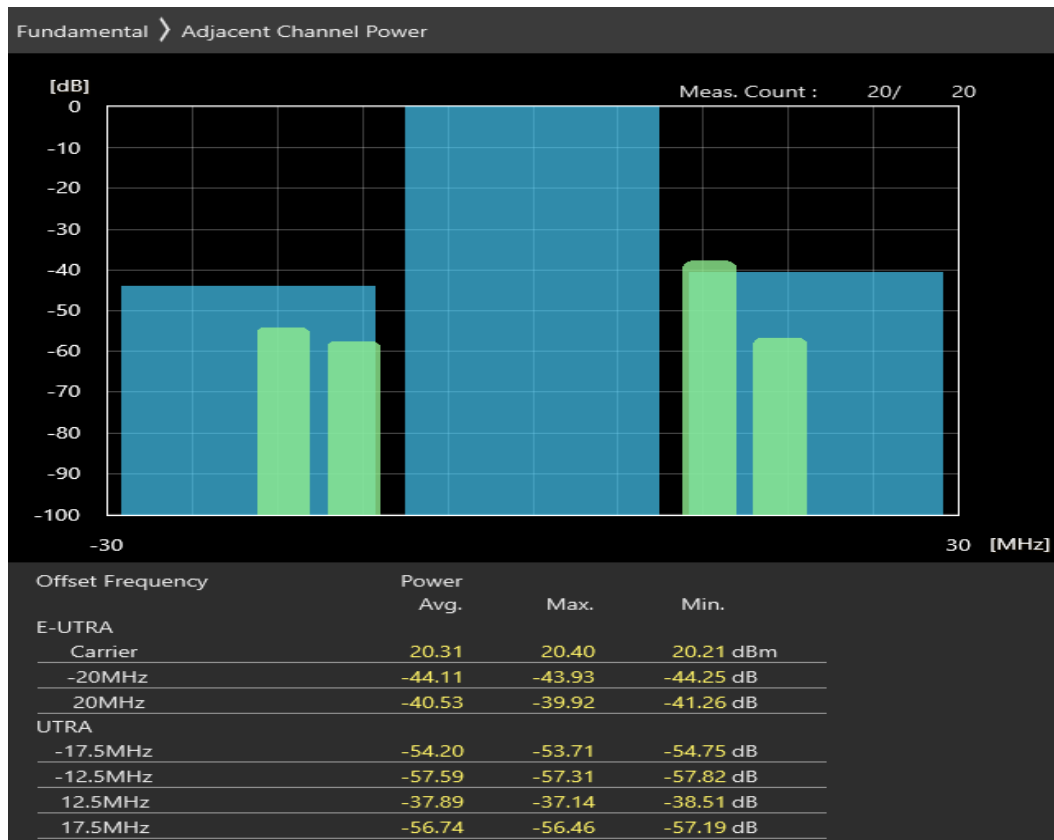 Fundamental 〉 Adjacent Channel Power
[dB]
Meas. Count : 20/ 20
0
-10
-20
-30
-40
-50
-60
-70
-80
-90
-100
-30 30 [MHz]
Offset Frequency Power
Avg. Max. Min.
E-UTRA
Carrier 20.31 20.40 20.21 dBm
-20MHz -44.11 -43.93 -44.25 dB
20MHz -40.53 -39.92 -41.26 dB
UTRA
-17.5MHz -54.20 -53.71 -54.75 dB
-12.5MHz -57.59 -57.31 -57.82 dB
12.5MHz -37.89 -37.14 -38.51 dB
17.5MHz -56.74 -56.46 -57.19 dB